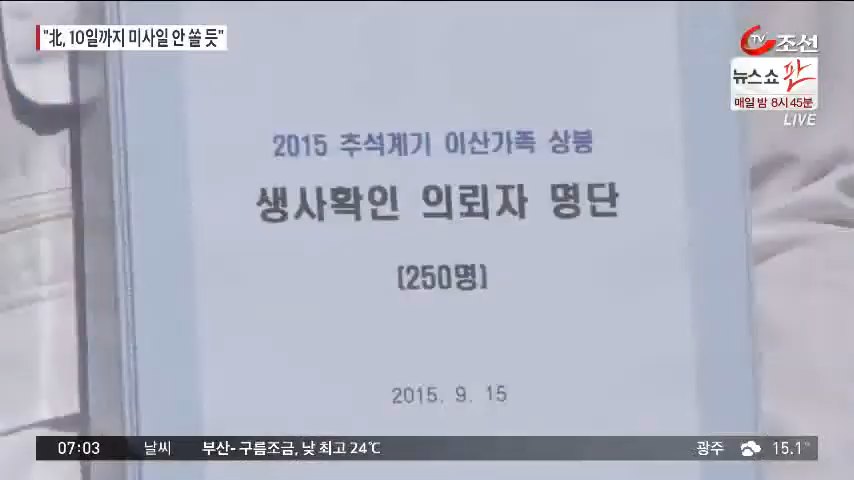 "北, 10일까지 미사일 안 쏠 듯"
TV조선
뉴스쇼 판
매일 밤 8시 45분
LIVE
2015 추석계기 이산가족 상봉
생사확인 의뢰자 명단
(250명)
2015. 9. 15
07:03 날씨 부산- 구름조금, 낮 최고 24℃ 광주 15.1℃